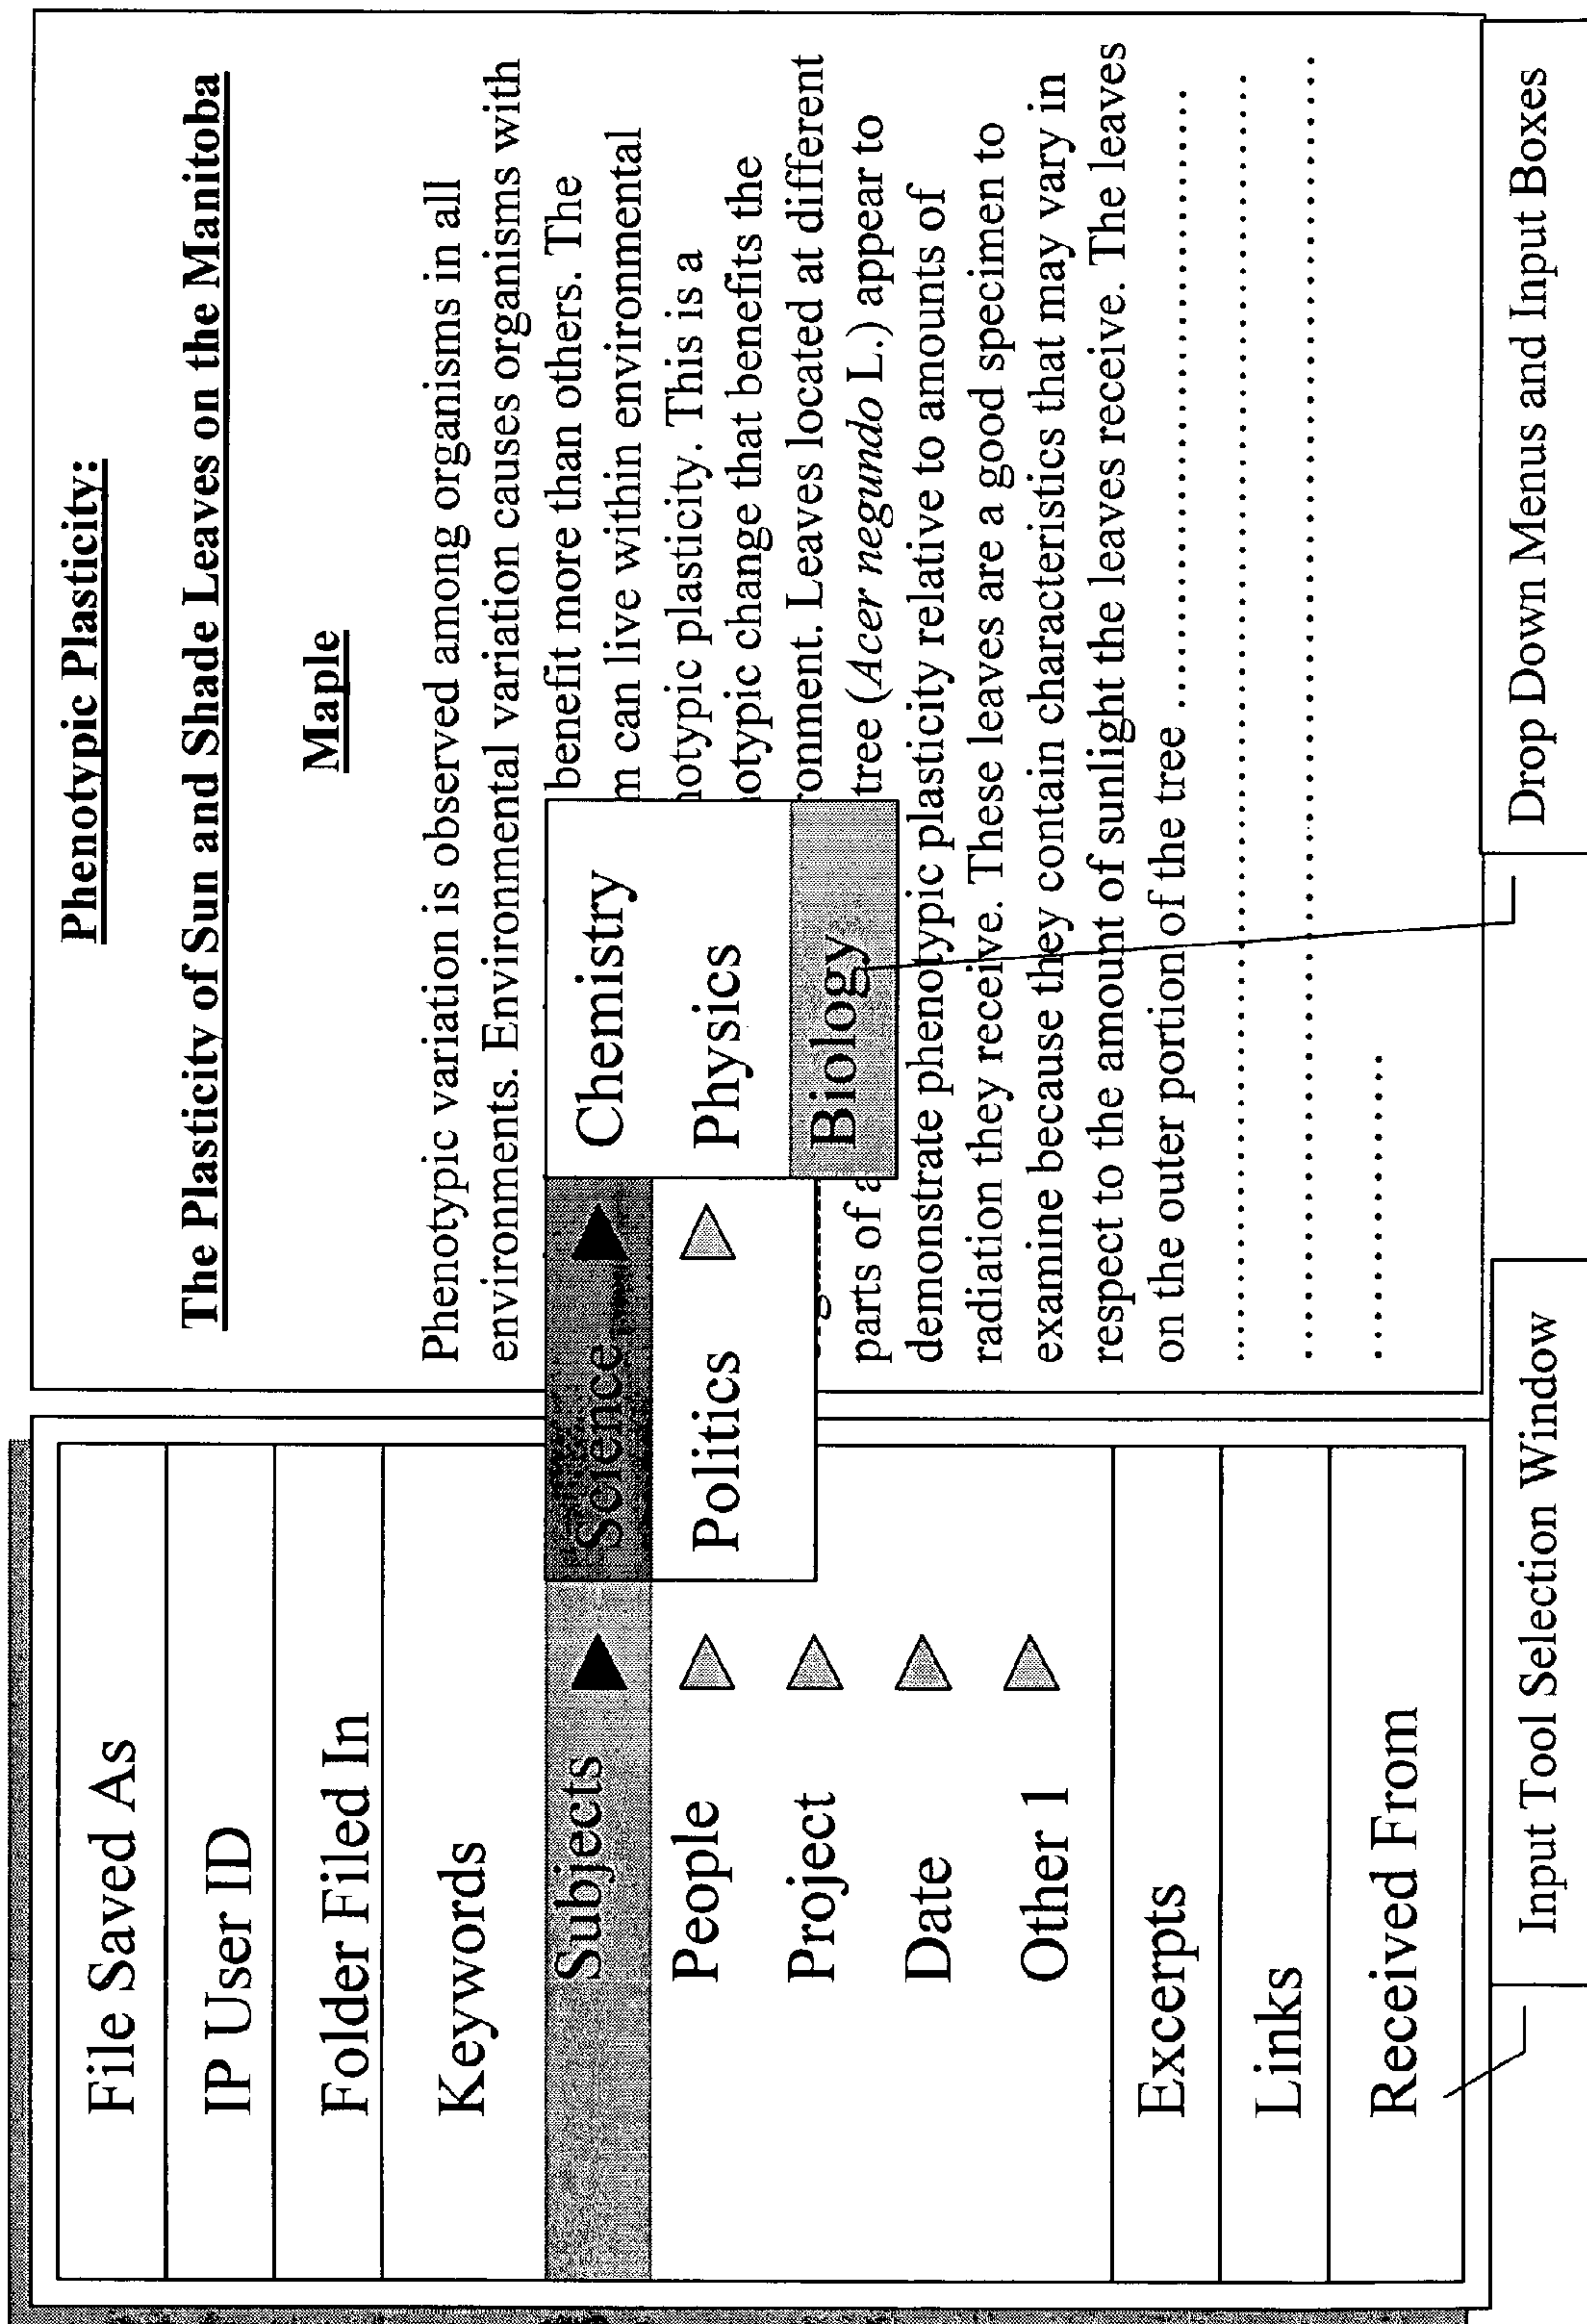 File Saved As
IP User ID
Folder Filed In
Keywords
Subjects
People
Project
Date
Other 1
Excerpts
Links
Received From
Science
Politics
Chemistry
Physics
Biology
Phenotypic Plasticity:
The Plasticity of Sun and Shade Leaves on the Manitoba
Maple
Phenotypic variation is observed among organisms in all
environments. Environmental variation causes organisms with
benefit more than others. The
m can live within environmental
notypic plasticity. This is a
otypic change that benefits the
ronment. Leaves located at different
parts of a tree (Acer negundo L.) appear to
demonstrate phenotypic plasticity relative to amounts of
radiation they receive. These leaves are a good specimen to
examine because they contain characteristics that may vary in
respect to the amount of sunlight the leaves receive. The leaves
on the outer portion of the tree ..................................................
................................................................................................
................................................................................................
......................
Input Tool Selection Window
Drop Down Menus and Input Boxes